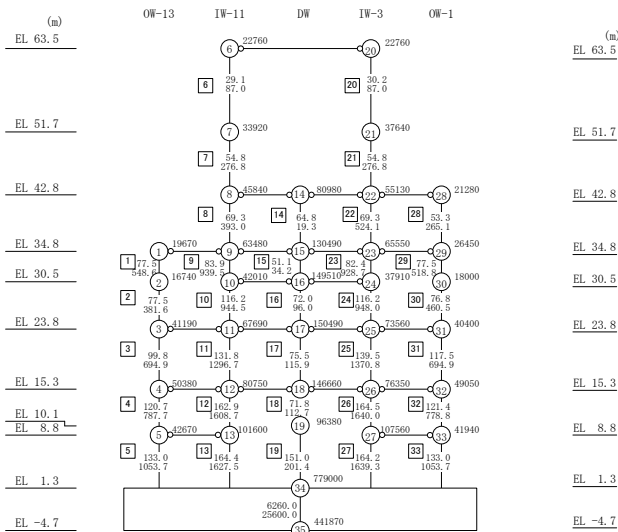 OW-13 IW-11 DW IW-3 OW-1
(m) (m)
EL 63.5 6 22760 20 22760 EL 63.5
6 29.1 20 30.2
87.0 87.0
EL 51.7 7 33920 21 37640 EL 51.7
7 54.8 21 54.8
276.8 276.8
EL 42.8 8 45840 14 80980 22 55130 28 21280 EL 42.8
8 69.3 14 64.8 22 69.3 28 53.3
393.0 19.3 524.1 265.1
EL 34.8 1 19670 9 63480 15 130490 23 65550 29 26450 EL 34.8
1 77.5 9 83.9 15 51.1 23 82.4 29 77.5
548.6 939.5 34.2 928.7 518.8
EL 30.5 2 16740 10 42010 16 149510 24 37910 30 18000 EL 30.5
2 77.5 10 116.2 16 72.0 24 116.2 30 76.8
381.6 944.5 96.0 948.0 460.5
EL 23.8 3 41190 11 67690 17 150490 25 73560 31 40400 EL 23.8
3 99.8 11 131.8 17 75.5 25 139.5 31 117.5
694.9 1296.7 115.9 1370.8 694.9
EL 15.3 4 50380 12 80750 18 146660 26 76350 32 49050 EL 15.3
4 120.7 12 162.9 18 71.8 26 164.5 32 121.4
787.7 1608.7 112.7 1640.0 778.8
EL 10.1 19 96380
EL 8.8 5 42670 13 101600 27 107560 33 41940 EL 8.8
5 133.0 13 164.4 19 151.0 27 164.2 33 133.0
1053.7 1627.5 201.4 1639.3 1053.7
EL 1.3 34 779000 EL 1.3
6260.0
25600.0
EL -4.7 35 441870 EL -4.7